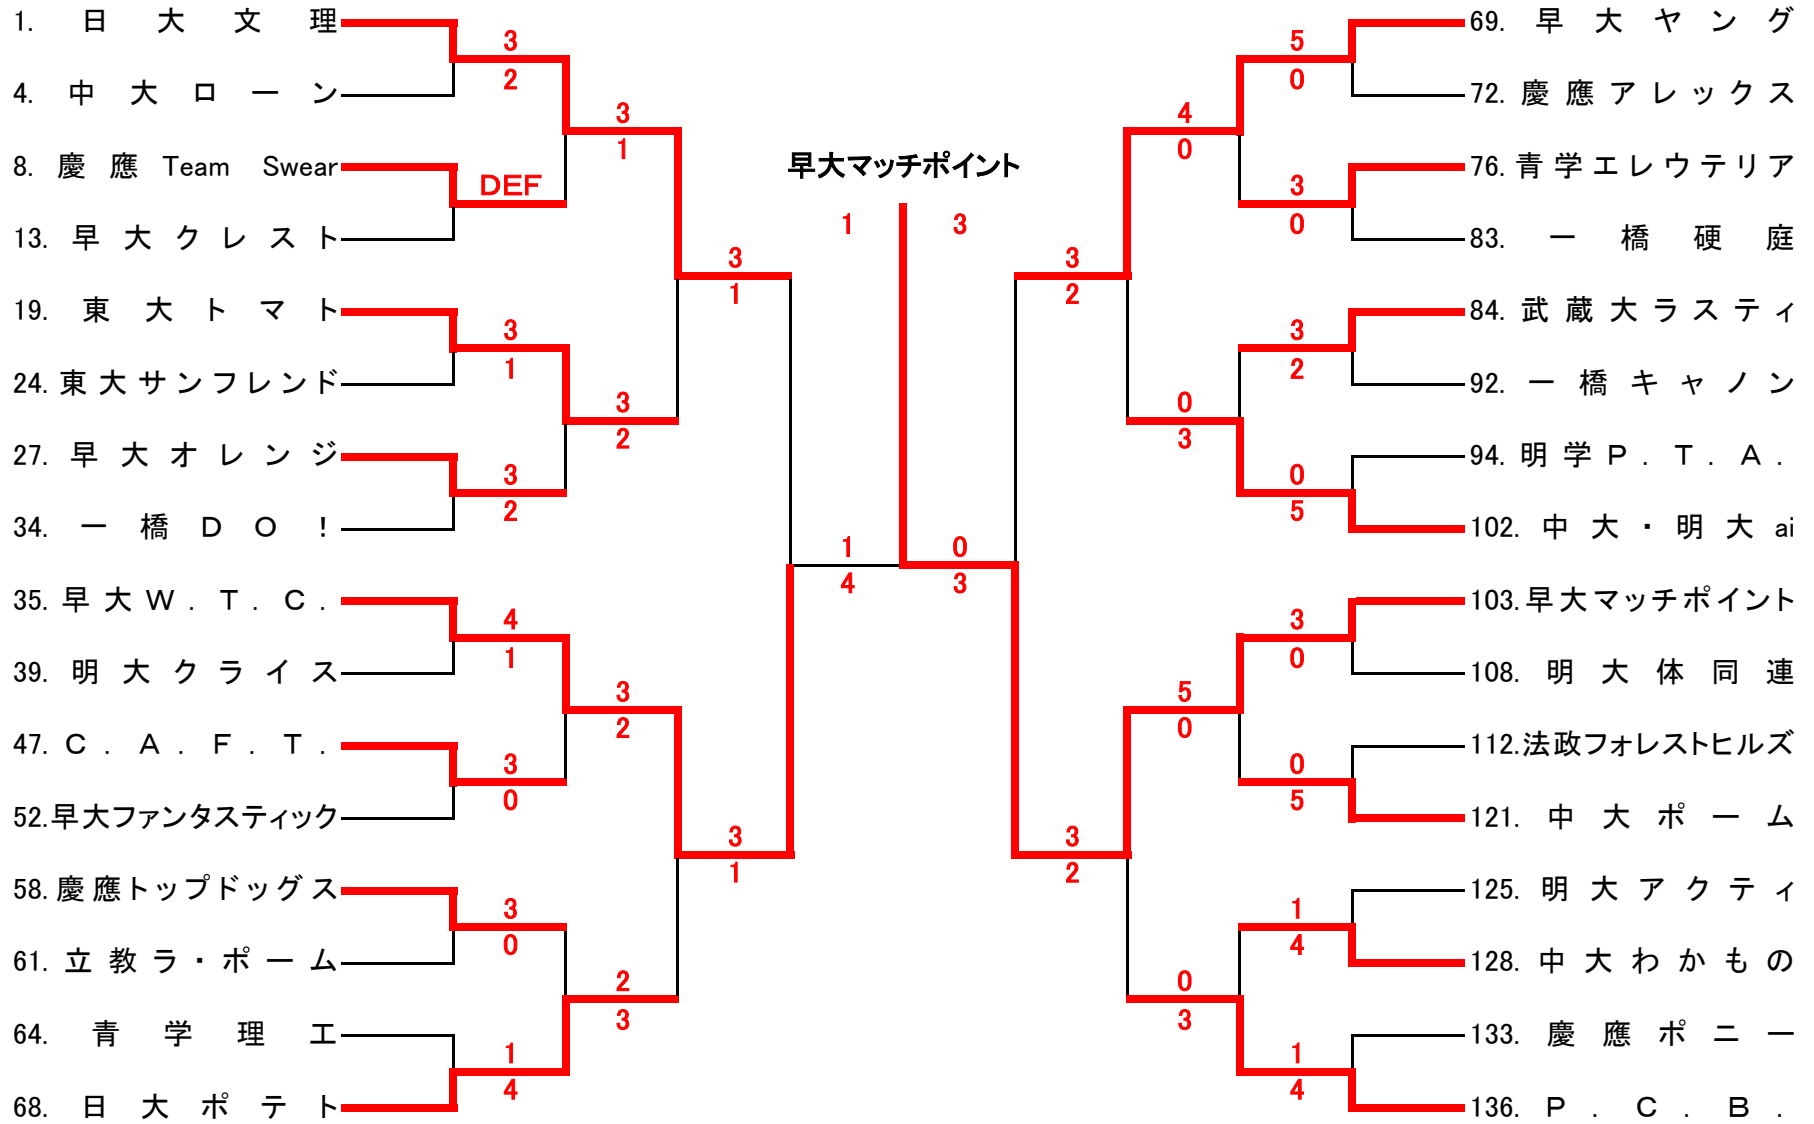 1. 日大文理
4. 中大ローン
8. 慶應 Team Swear
13. 早大クレスト
19. 東大トマト
24. 東大サンフレンド
27. 早大オレンジ
34. 一橋DO!
35. 早大W.T.C.
39. 明大クライス
47. C.A.F.T.
52. 早大ファンタスティック
58. 慶應トップドッグス
61. 立教ラ・ポーム
64. 青学理工
68. 日大ポテト
3
2
DEF
3
1
3
2
4
1
3
0
3
0
1
4
3
1
3
2
3
2
2
3
3
1
3
1
1
4
早大マッチポイント
1 3
0
3
3
2
3
2
4
0
0
3
5
0
0
3
5
0
3
0
3
2
0
5
3
0
0
5
1
4
1
4
69. 早大ヤング
72. 慶應アレックス
76. 青学エレウテリア
83. 一橋硬庭
84. 武蔵大ラスティ
92. 一橋キャノン
94. 明学P.T.A.
102. 中大・明大ai
103. 早大マッチポイント
108. 明大体同連
112. 法政フォレストヒルズ
121. 中大ポーム
125. 明大アクティ
128. 中大わかもの
133. 慶應ポニー
136. P.C.B.